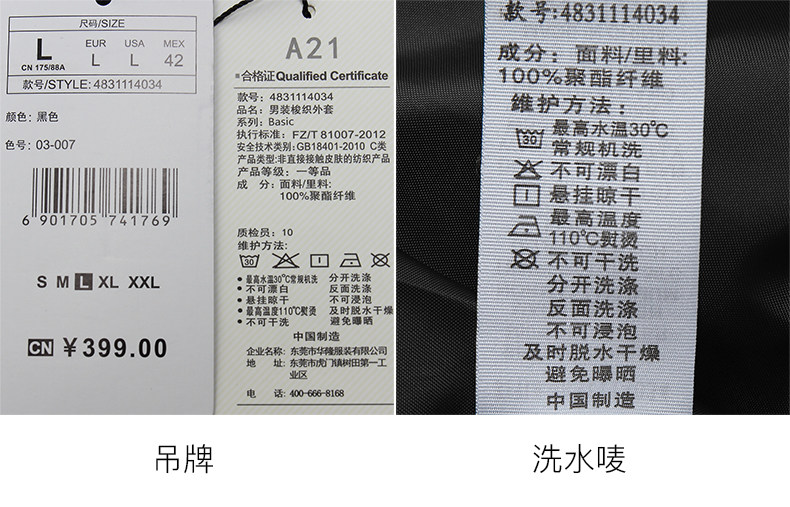 尺码/SIZE
L
CN 175/88A
EUR
L
USA
L
MEX
42
款号/STYLE: 4831114034
颜色: 黑色
色号: 03-007
6 901705 741769
S M L XL XXL
CN ¥399.00
A21
合格证Qualified Certificate
款号: 4831114034
品名: 男装梭织外套
系列: Basic
执行标准: FZ/T 81007-2012
安全技术类别:GB18401-2010 C类
产品类型:非直接接触皮肤的纺织产品
产品等级: 一等品
成 分: 面料/里料:
100%聚酯纤维
质检员: 10
维护方法:
30
• 最高水温30℃常规机洗 分开洗涤
• 不可漂白 反面洗涤
• 悬挂晾干 不可浸泡
• 最高温度110℃熨烫 及时脱水干燥
• 不可干洗 避免曝晒
中国制造
企业名称: 东莞市华隆服装有限公司
地 址: 东莞市虎门镇树田第一工
业区
电 话: 400-666-8168
款号:4831114034
成分: 面料/里料:
100%聚酯纤维
維护方法:
30
最高水温30℃
常规机洗
不可漂白
悬挂晾干
最高温度
110℃熨烫
不可干洗
分开洗涤
反面洗涤
不可浸泡
及时脱水干燥
避免曝晒
中国制造
吊牌
洗水唛